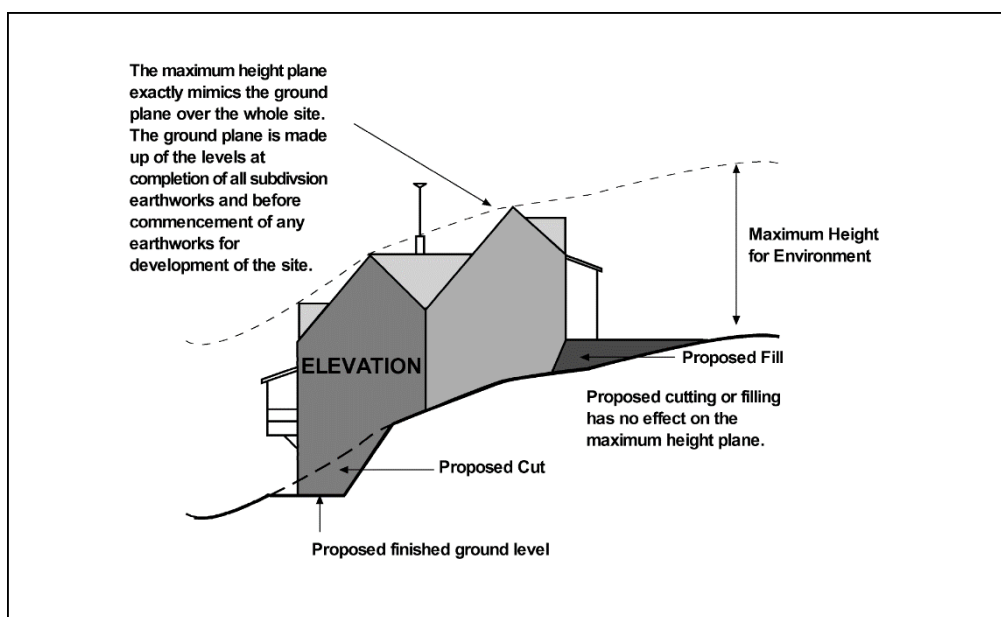 The maximum height plane
exactly mimics the ground
plane over the whole site.
The ground plane is made
up of the levels at
completion of all subdivsion
earthworks and before
commencement of any
earthworks for
development of the site.
Maximum Height
for Environment
ELEVATION
Proposed Fill
Proposed cutting or filling
has no effect on the
maximum height plane.
Proposed Cut
Proposed finished ground level